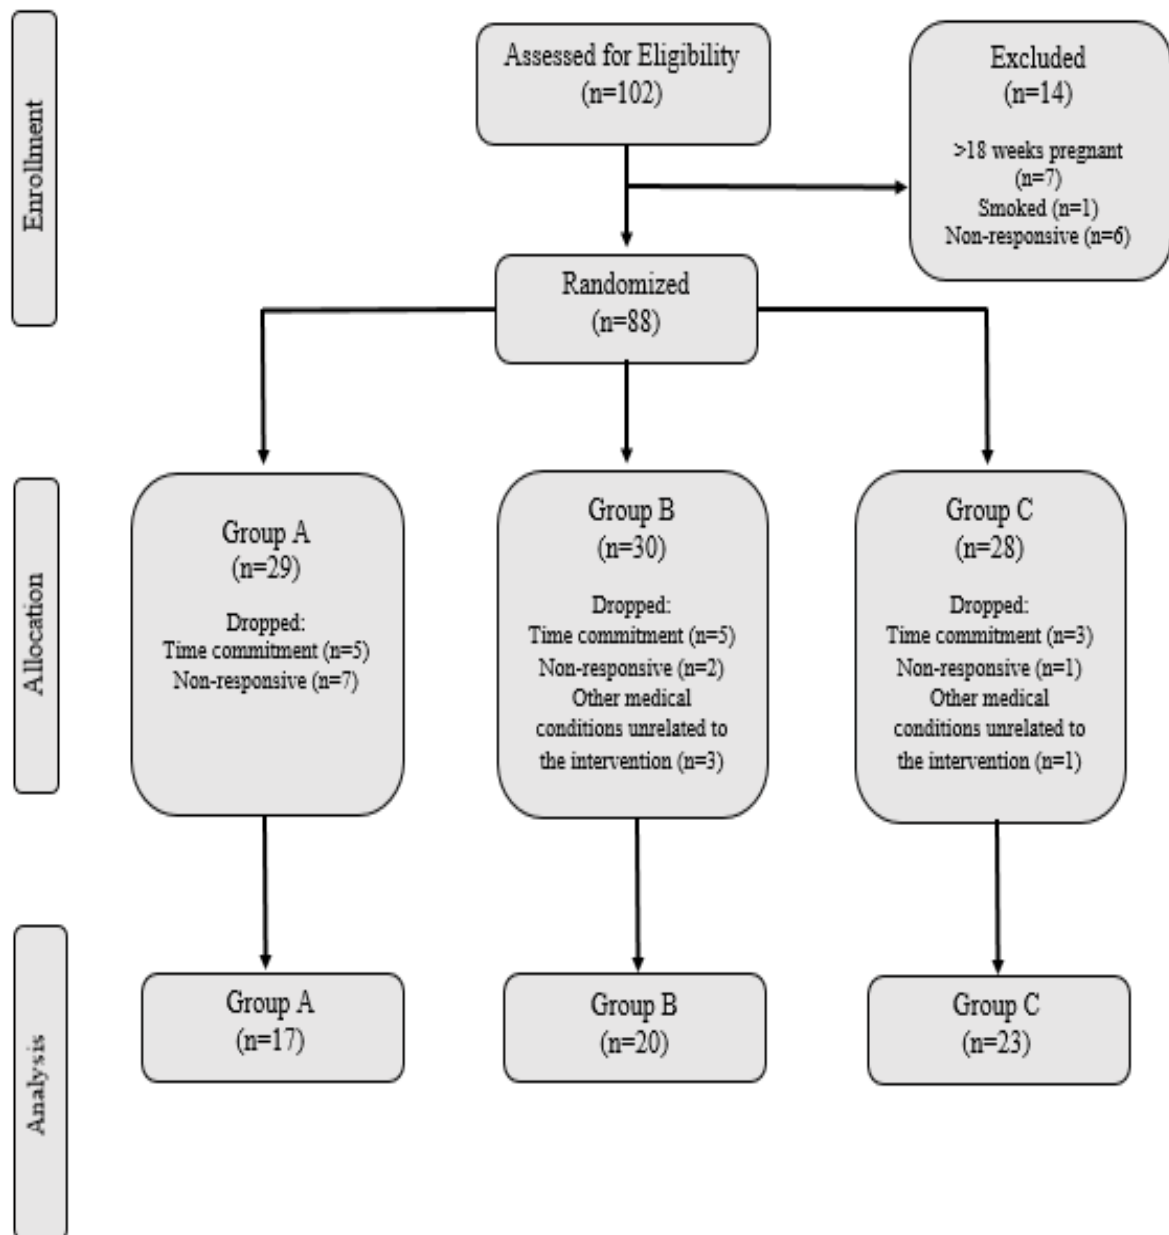 Enrollment
Assessed for Eligibility
(n=102)
Excluded
(n=14)
>18 weeks pregnant
(n=7)
Smoked (n=1)
Non-responsive (n=6)
Randomized
(n=88)
Allocation
Group A
(n=29)
Dropped:
Time commitment (n=5)
Non-responsive (n=7)
Group B
(n=30)
Dropped:
Time commitment (n=5)
Non-responsive (n=2)
Other medical
conditions unrelated to
the intervention (n=3)
Group C
(n=28)
Dropped:
Time commitment (n=3)
Non-responsive (n=1)
Other medical
conditions unrelated to
the intervention (n=1)
Analysis
Group A
(n=17)
Group B
(n=20)
Group C
(n=23)